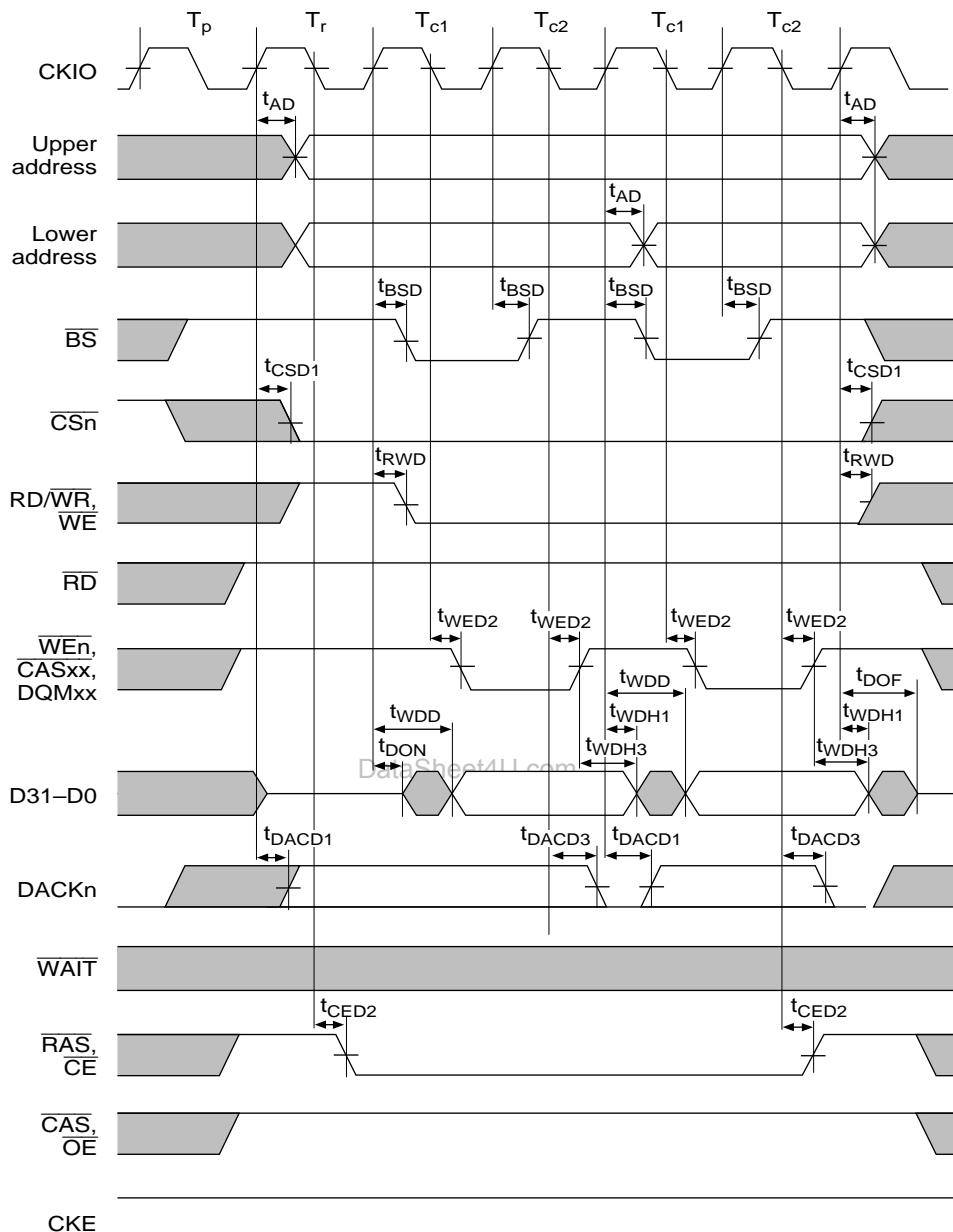 Tp Tr Tc1 Tc2 Tc1 Tc2
CKIO
tAD tAD
Upper
address
tAD
Lower
address
tBSD tBSD tBSD tBSD
BS
tCSD1 tCSD1
CSn
tRWD tRWD
RD/WR,
WE
RD
tWED2 tWED2 tWED2 tWED2
WEn,
CASxx,
DQMxx
tWDD tWDD tDOF
tWDH1 tWDH1
tDON tWDH3 tWDH3
DataSheet4U.com
D31–D0
tDACD1 tDACD3 tDACD1 tDACD3
DACKn
WAIT
tCED2 tCED2
RAS,
CE
CAS,
OE
CKE